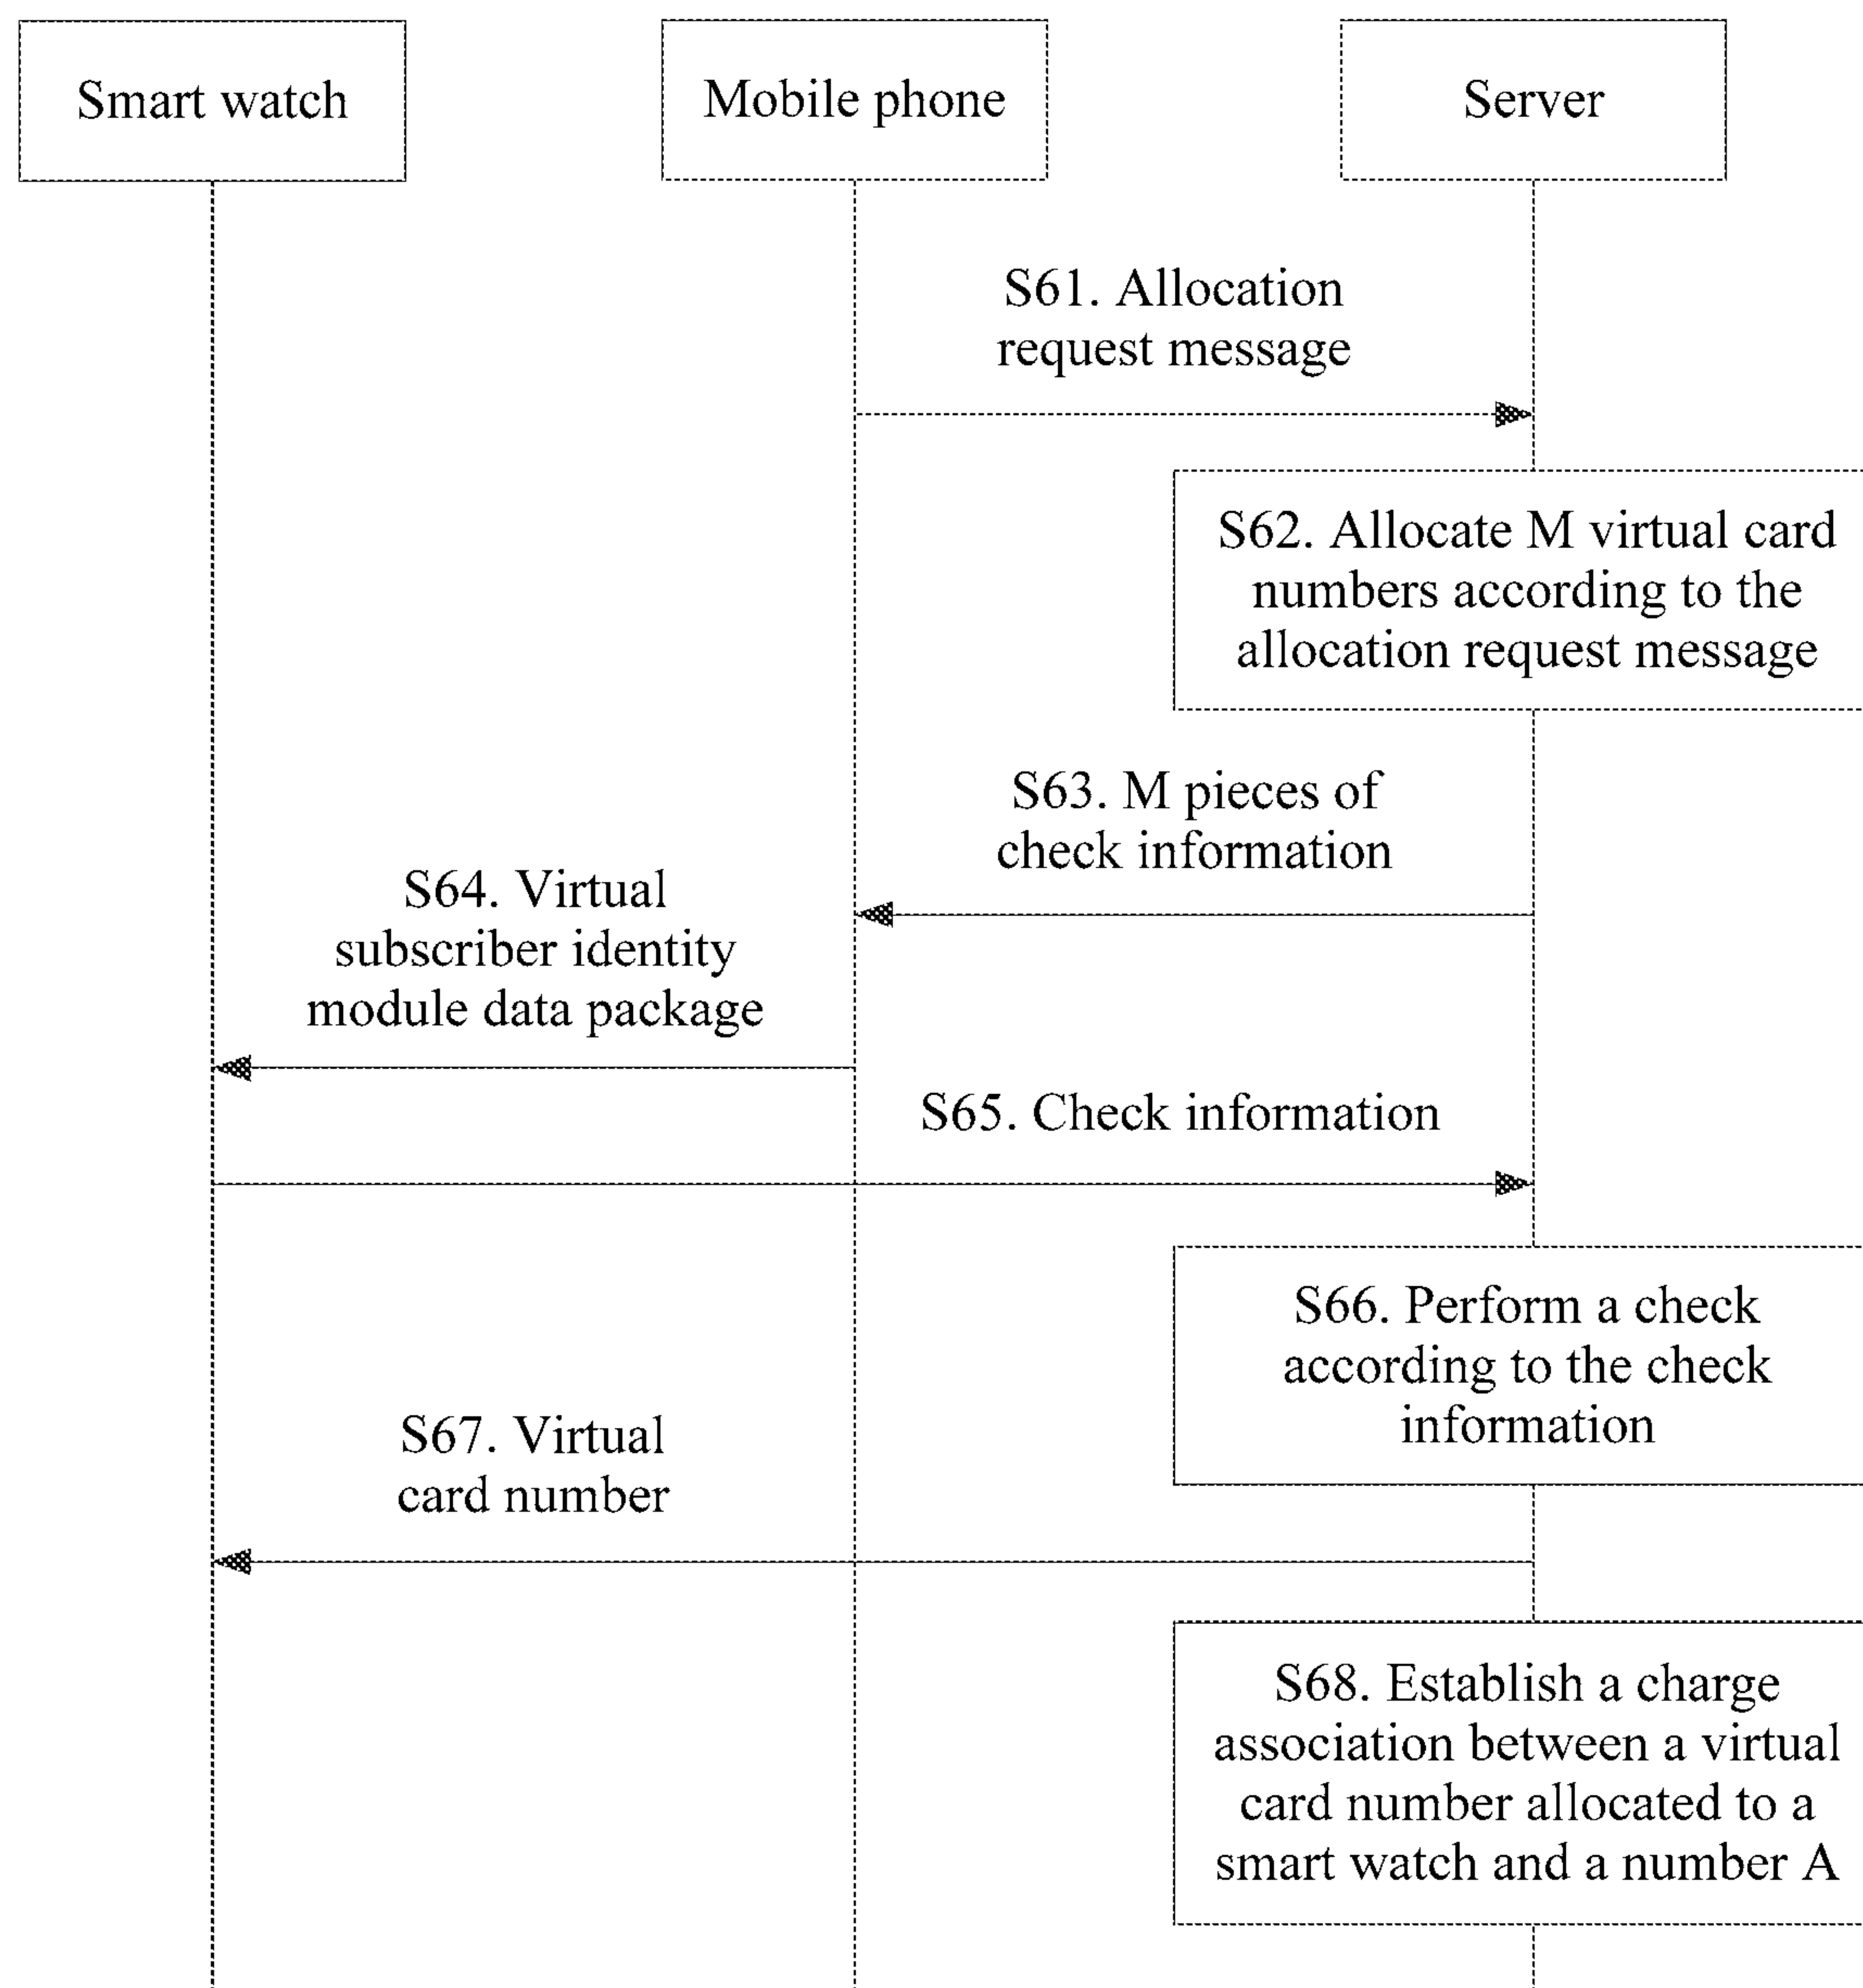 Smart watch
Mobile phone
Server
S61. Allocation
request message
S62. Allocate M virtual card
numbers according to the
allocation request message
S63. M pieces of
check information
S64. Virtual
subscriber identity
module data package
S65. Check information
S66. Perform a check
according to the check
information
S67. Virtual
card number
S68. Establish a charge
association between a virtual
card number allocated to a
smart watch and a number A